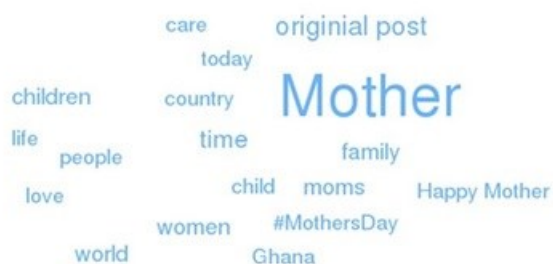 care originial post
today
children country Mother
life time family
people
love child moms Happy Mother
women #MothersDay
world Ghana